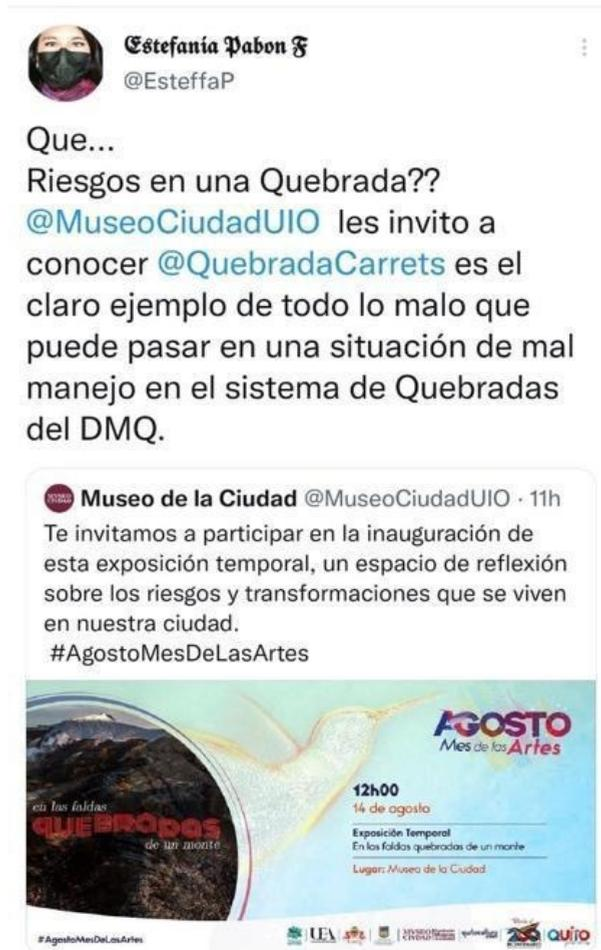 Estefanía Pabon F
@EsteffaP
Que...
Riesgos en una Quebrada??
@MuseoCiudadUIO les invito a
conocer @QuebradaCarrets es el
claro ejemplo de todo lo malo que
puede pasar en una situación de mal
manejo en el sistema de Quebradas
del DMQ.
Museo de la Ciudad @MuseoCiudadUIO · 11h
Te invitamos a participar en la inauguración de
esta exposición temporal, un espacio de reflexión
sobre los riesgos y transformaciones que se viven
en nuestra ciudad.
#AgostoMesDeLasArtes
AGOSTO
Mes de las Artes
12h00
14 de agosto
en las faldas
QUEBRADAS
de un monte
Exposición Temporal
En las faldas quebradas de un monte
Lugar: Museo de la Ciudad
#AgostoMesDeLasArtes
UEA
QUITO